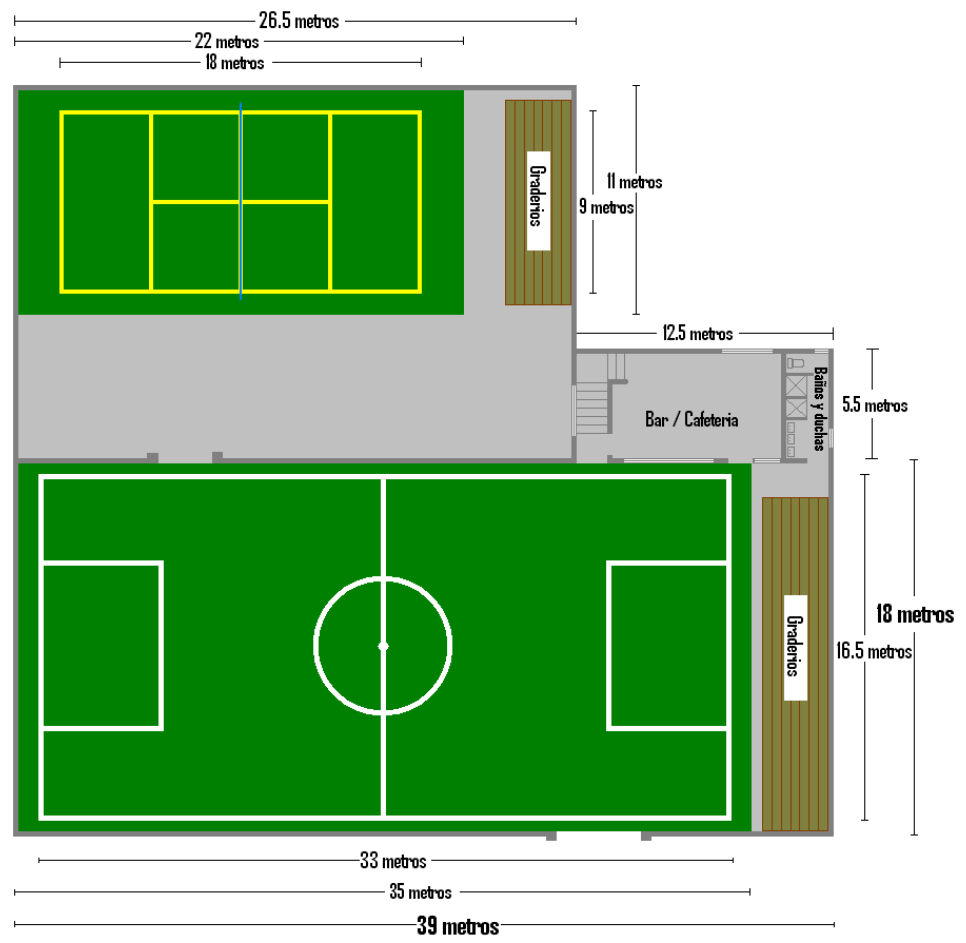 26.5 metros
22 metros
18 metros
Graderios
11 metros
9 metros
12.5 metros
Bar / Cafeteria
Baños y duchas
5.5 metros
Graderios
18 metros
16.5 metros
33 metros
35 metros
39 metros